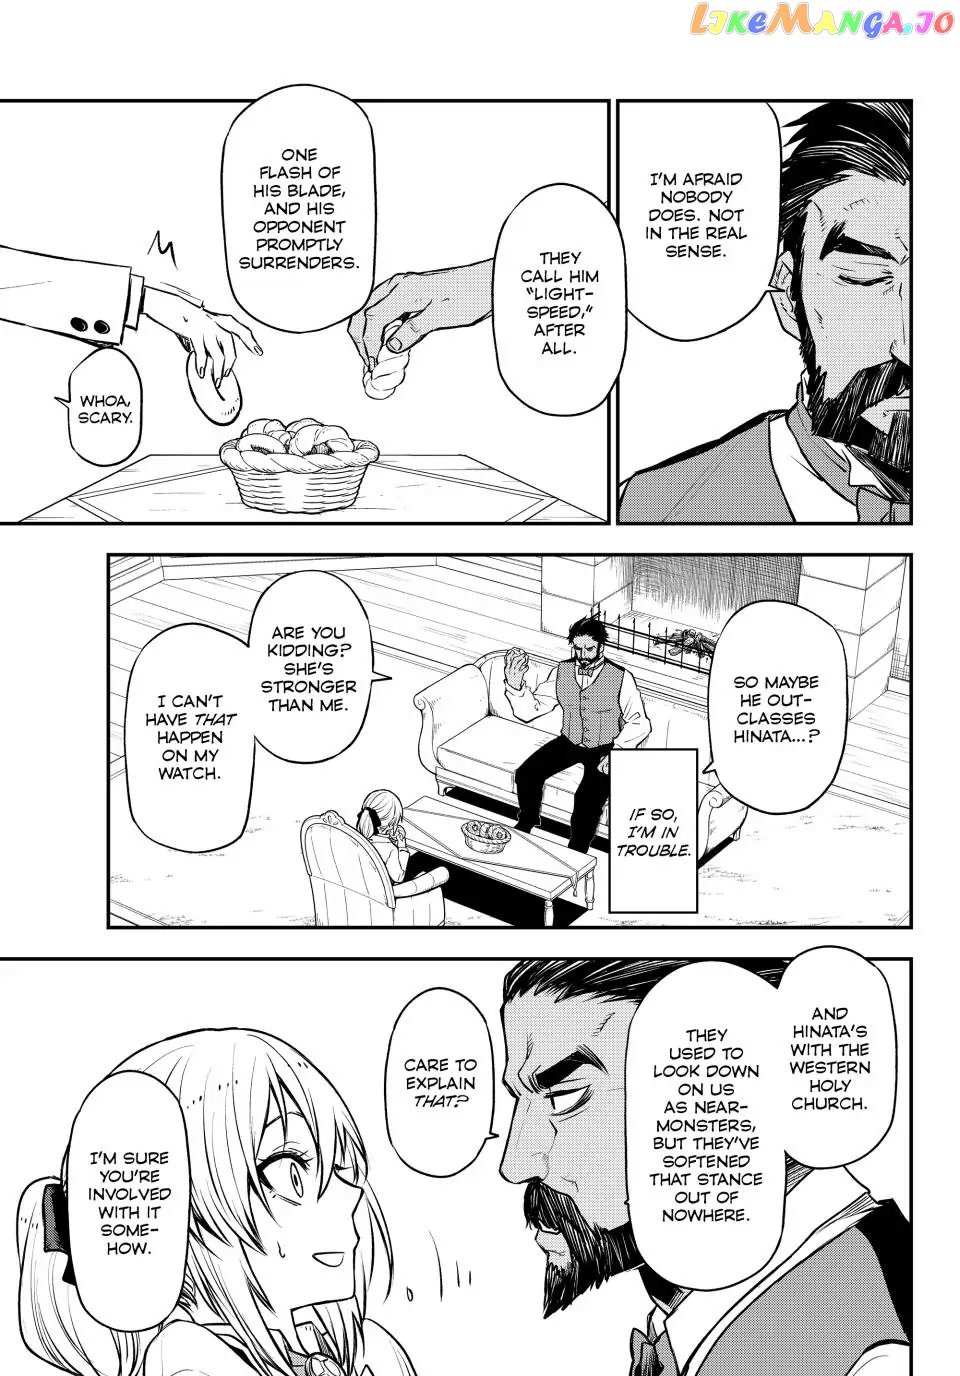 LIKEMANGA.IO
I'M AFRAID
NOBODY
DOES. NOT
IN THE REAL
SENSE.
THEY
CALL HIM
"LIGHT-
SPEED,"
AFTER
ALL.
ONE
FLASH OF
HIS BLADE,
AND HIS
OPPONENT
PROMPTLY
SURRENDERS.
WHOA,
SCARY.
SO MAYBE
HE OUT-
CLASSES
HINATA...?
IF SO,
I'M IN
TROUBLE.
ARE YOU
KIDDING?
SHE'S
STRONGER
THAN ME.
I CAN'T
HAVE THAT
HAPPEN
ON MY
WATCH.
AND
HINATA'S
WITH THE
WESTERN
HOLY
CHURCH.
THEY
USED TO
LOOK DOWN
ON US
AS NEAR-
MONSTERS,
BUT THEY'VE
SOFTENED
THAT STANCE
OUT OF
NOWHERE.
CARE TO
EXPLAIN
THAT?
I'M SURE
YOU'RE
INVOLVED
WITH IT
SOME-
HOW.